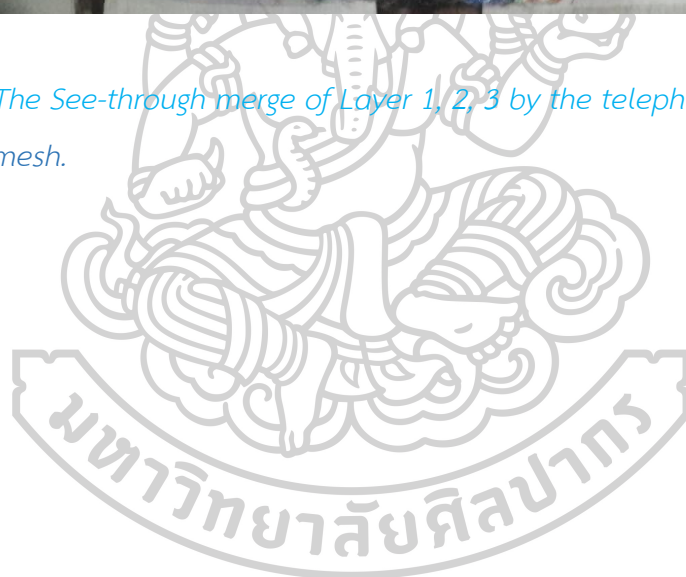 The See-through merge of Layer 1, 2, 3 by the teleph
mesh.
มหาวิทยาลัยศิลปากร